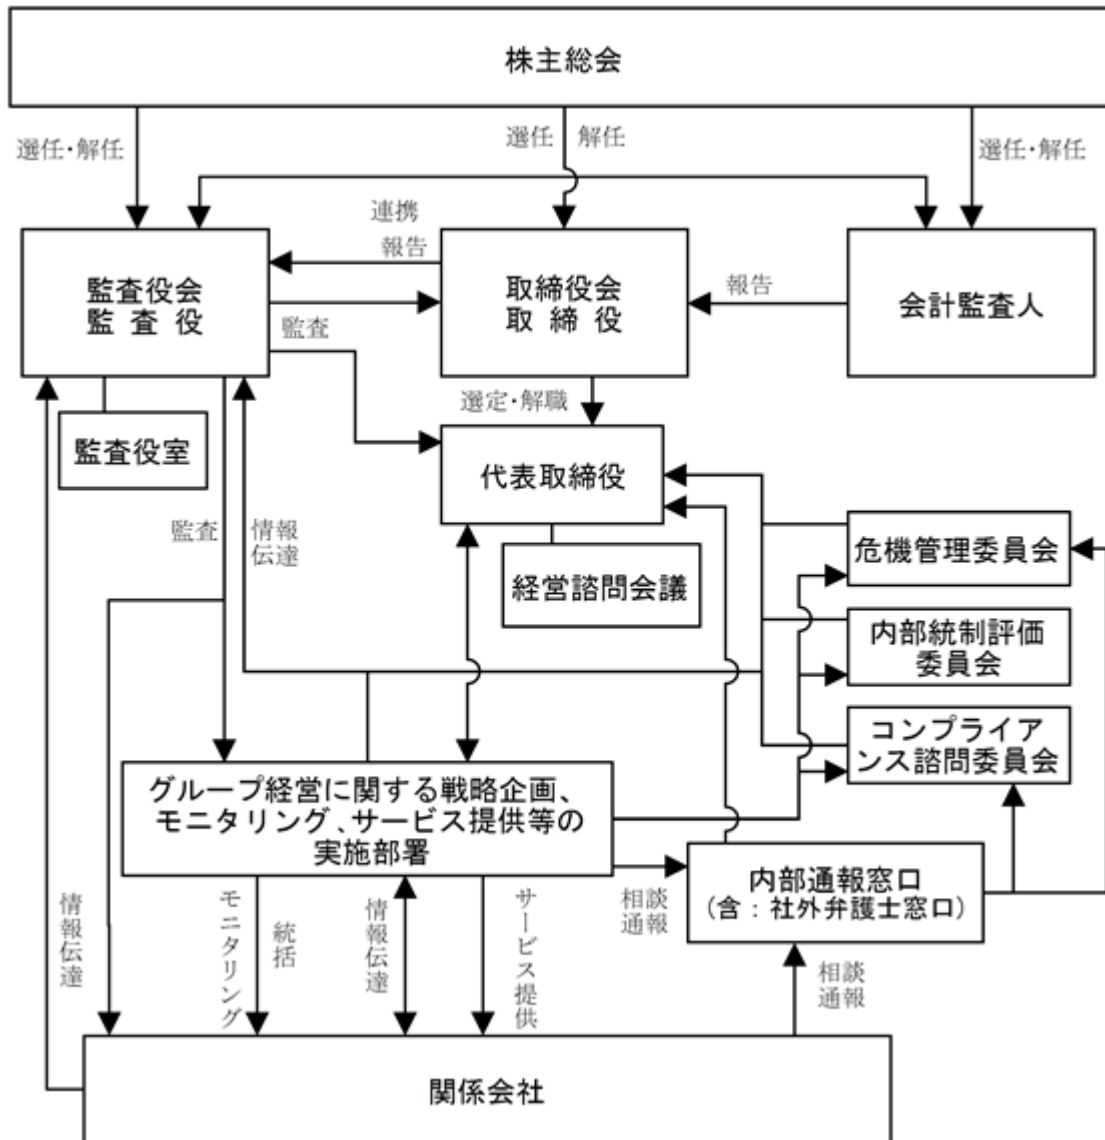 株主総会
選任・解任
選任 解任
選任・解任
連携
報告
監査役会
監 査 役
取締役会
取 締 役
報告
会計監査人
監査
選定・解職
監査役室
代表取締役
監査
情報
伝達
経営諮問会議
危機管理委員会
内部統制評価
委員会
コンプライア
ンス諮問委員会
グループ経営に関する戦略企画、
モニタリング、サービス提供等の
実施部署
内部通報窓口
(含:社外弁護士窓口)
相談
通報
情報伝達
モニタリング
統括
情報伝達
サービス提供
相談
通報
関係会社